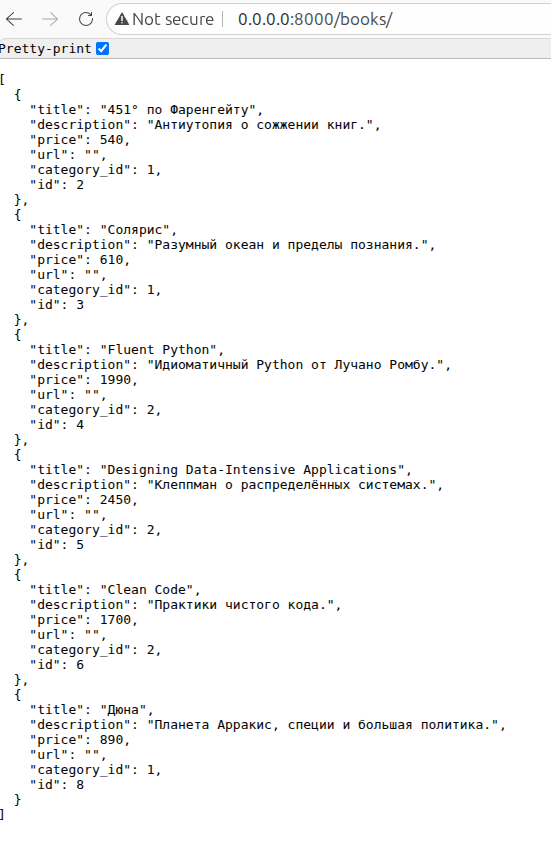 Not secure 0.0.0.0:8000/books/
Pretty-print
[
  {
    "title": "451° по Фаренгейту",
    "description": "Антиутопия о сожжении книг.",
    "price": 540,
    "url": "",
    "category_id": 1,
    "id": 2
  },
  {
    "title": "Солярис",
    "description": "Разумный океан и пределы познания.",
    "price": 610,
    "url": "",
    "category_id": 1,
    "id": 3
  },
  {
    "title": "Fluent Python",
    "description": "Идиоматичный Python от Лучано Ромбу.",
    "price": 1990,
    "url": "",
    "category_id": 2,
    "id": 4
  },
  {
    "title": "Designing Data-Intensive Applications",
    "description": "Клеппман о распределённых системах.",
    "price": 2450,
    "url": "",
    "category_id": 2,
    "id": 5
  },
  {
    "title": "Clean Code",
    "description": "Практики чистого кода.",
    "price": 1700,
    "url": "",
    "category_id": 2,
    "id": 6
  },
  {
    "title": "Дюна",
    "description": "Планета Арракис, специи и большая политика.",
    "price": 890,
    "url": "",
    "category_id": 1,
    "id": 8
  }
]